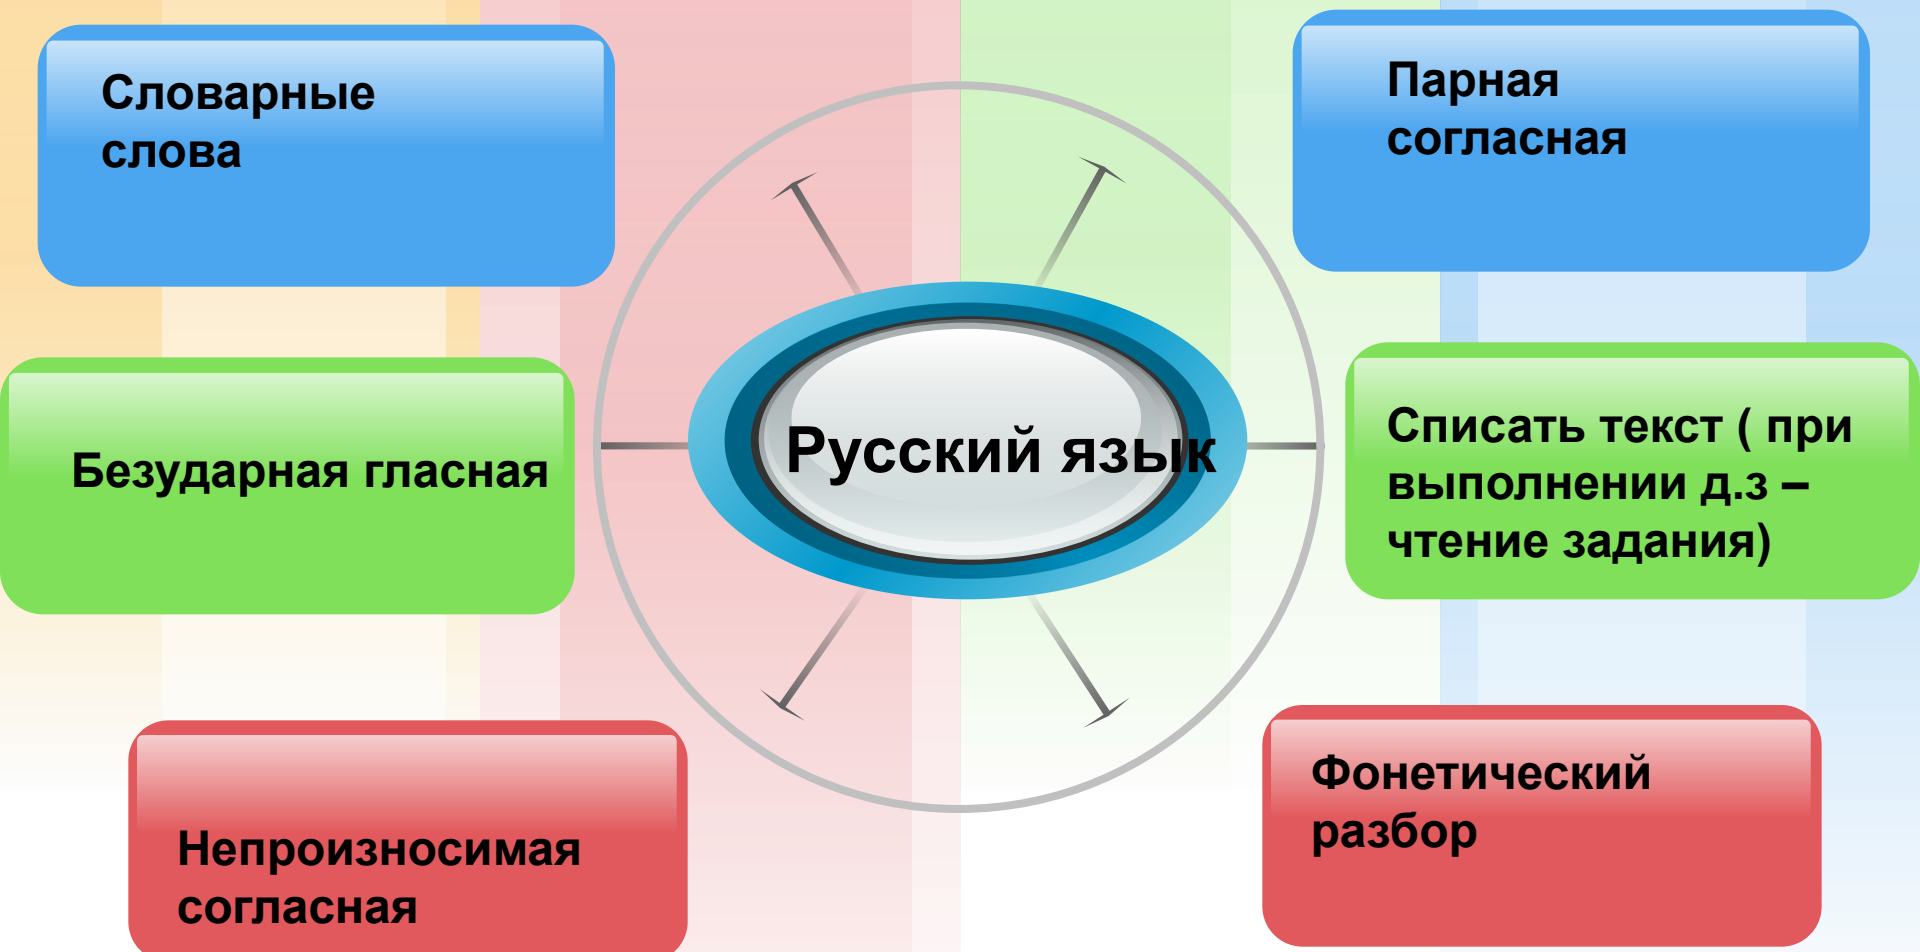 Словарные
слова
Парная
согласная
Безударная гласная
Русский язык
Списать текст ( при
выполнении д.з –
чтение задания)
Непроизносимая
согласная
Фонетический
разбор